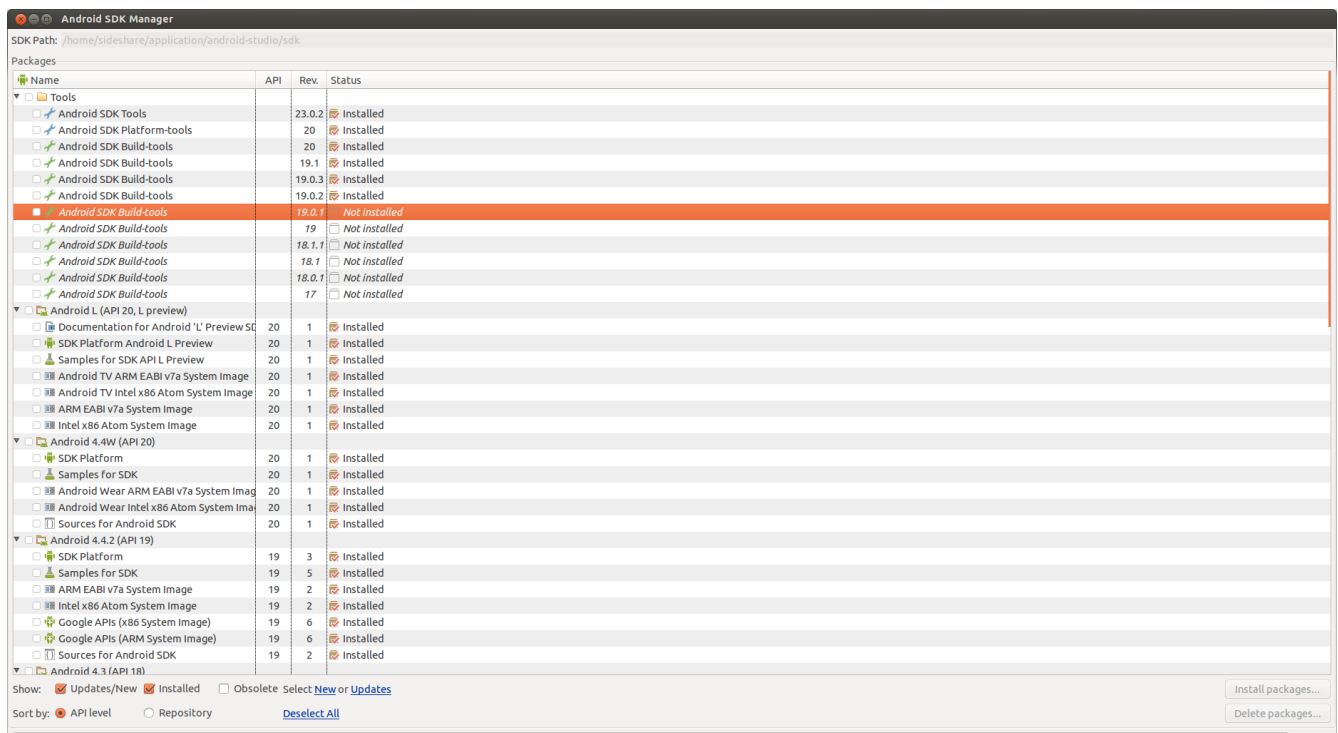 Android SDK Manager
SDK Path: /home/sideshare/application/android-studio/sdk
Packages
Name API Rev. Status
Tools
Android SDK Tools 23.0.2 Installed
Android SDK Platform-tools 20 Installed
Android SDK Build-tools 20 Installed
Android SDK Build-tools 19.1 Installed
Android SDK Build-tools 19.0.3 Installed
Android SDK Build-tools 19.0.2 Installed
Android SDK Build-tools 19.0.1 Not installed
Android SDK Build-tools 19 Not installed
Android SDK Build-tools 18.1.1 Not installed
Android SDK Build-tools 18.1 Not installed
Android SDK Build-tools 18.0.1 Not installed
Android SDK Build-tools 17 Not installed
Android L (API 20, L preview)
Documentation for Android 'L' Preview SD 20 1 Installed
SDK Platform Android L Preview 20 1 Installed
Samples for SDK API L Preview 20 1 Installed
Android TV ARM EABI v7a System Image 20 1 Installed
Android TV Intel x86 Atom System Image 20 1 Installed
ARM EABI v7a System Image 20 1 Installed
Intel x86 Atom System Image 20 1 Installed
Android 4.4W (API 20)
SDK Platform 20 1 Installed
Samples for SDK 20 1 Installed
Android Wear ARM EABI v7a System Imag 20 1 Installed
Android Wear Intel x86 Atom System Ima 20 1 Installed
Sources for Android SDK 20 1 Installed
Android 4.4.2 (API 19)
SDK Platform 19 3 Installed
Samples for SDK 19 5 Installed
ARM EABI v7a System Image 19 2 Installed
Intel x86 Atom System Image 19 2 Installed
Google APIs (x86 System Image) 19 6 Installed
Google APIs (ARM System Image) 19 6 Installed
Sources for Android SDK 19 2 Installed
Android 4.3 (API 18)
Show: Updates/New Installed Obsolete Select New or Updates Install packages...
Sort by: API level Repository Deselect All Delete packages...